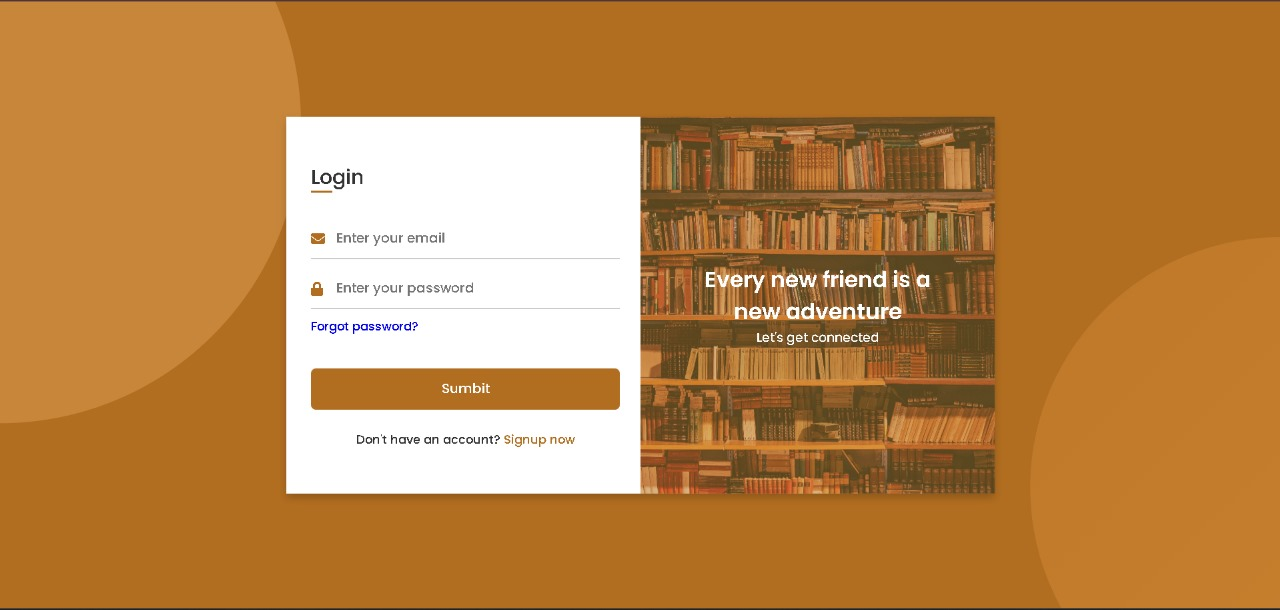 Login
Enter your email
Enter your password
Forgot password?
Sumbit
Don't have an account? Signup now
Every new friend is a
new adventure
Let's get connected